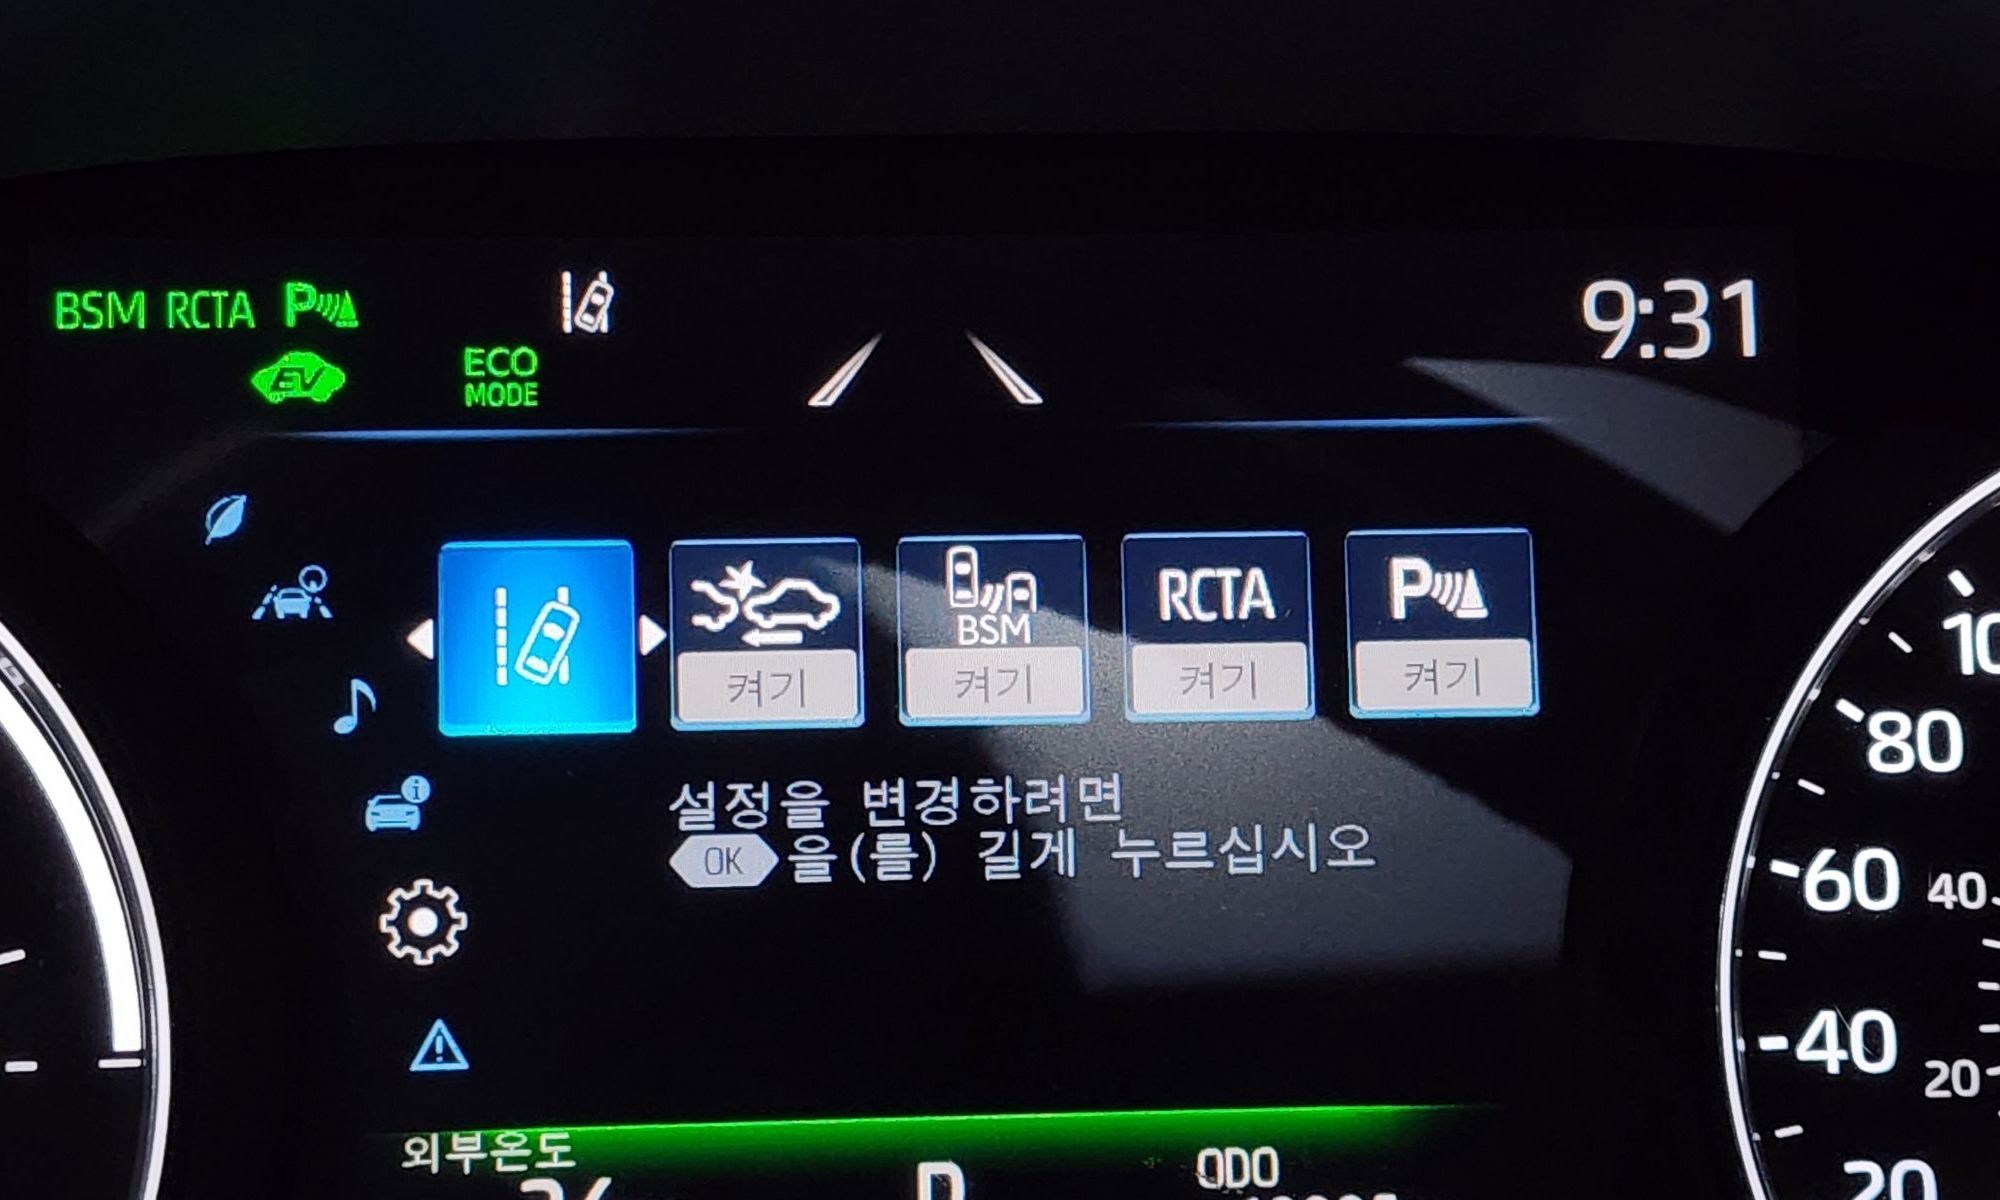 BSM RCTA P
9:31
EV
ECO
MODE
BSM
RCTA
P
켜기
켜기
켜기
켜기
설정을 변경하려면
OK 을(를) 길게 누르십시오
80
60
40
40
20
20
외부온도
ODO